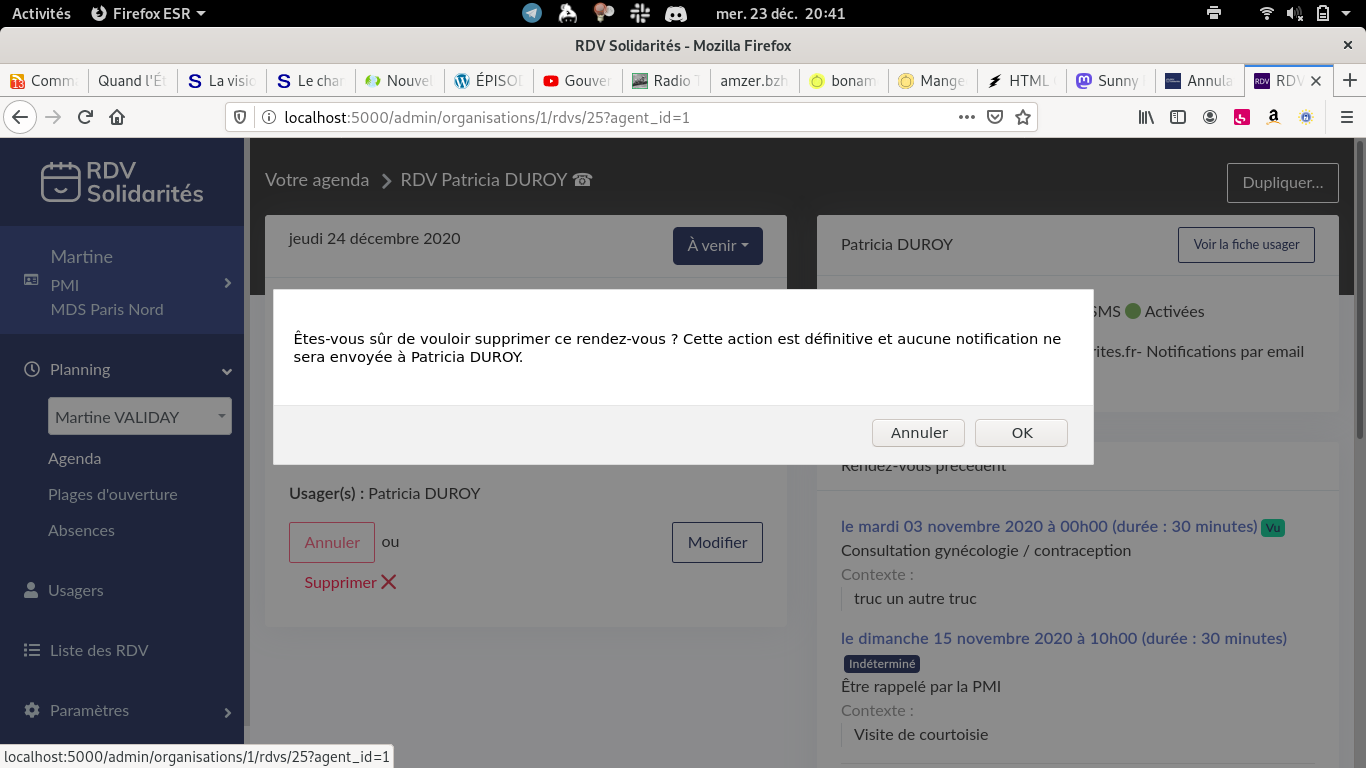 Activités Firefox ESR mer. 23 déc. 20:41
RDV Solidarités - Mozilla Firefox
Comm Quand l'Ét La visio Le char Nouvel ÉPISOD Gouver Radio T amzer.bzh bonam Mange HTML Sunny Annula RDV
localhost:5000/admin/organisations/1/rdvs/25?agent_id=1
RDV
Solidarités
Votre agenda RDV Patricia DUROY ☎
Dupliquer...
Martine
PMI
MDS Paris Nord
Planning
Martine VALIDAY
Agenda
Plages d'ouverture
Absences
Usagers
Liste des RDV
Paramètres
jeudi 24 décembre 2020
À venir
Patricia DUROY
Voir la fiche usager
SMS Activées
rites.fr- Notifications par email
Êtes-vous sûr de vouloir supprimer ce rendez-vous ? Cette action est définitive et aucune notification ne
sera envoyée à Patricia DUROY.
Annuler OK
Usager(s) : Patricia DUROY
Annuler ou
Modifier
Supprimer
Rendez-vous précédent
le mardi 03 novembre 2020 à 00h00 (durée : 30 minutes) Vu
Consultation gynécologie / contraception
Contexte :
truc un autre truc
le dimanche 15 novembre 2020 à 10h00 (durée : 30 minutes)
Indéterminé
Être rappelé par la PMI
Contexte :
Visite de courtoisie
localhost:5000/admin/organisations/1/rdvs/25?agent_id=1